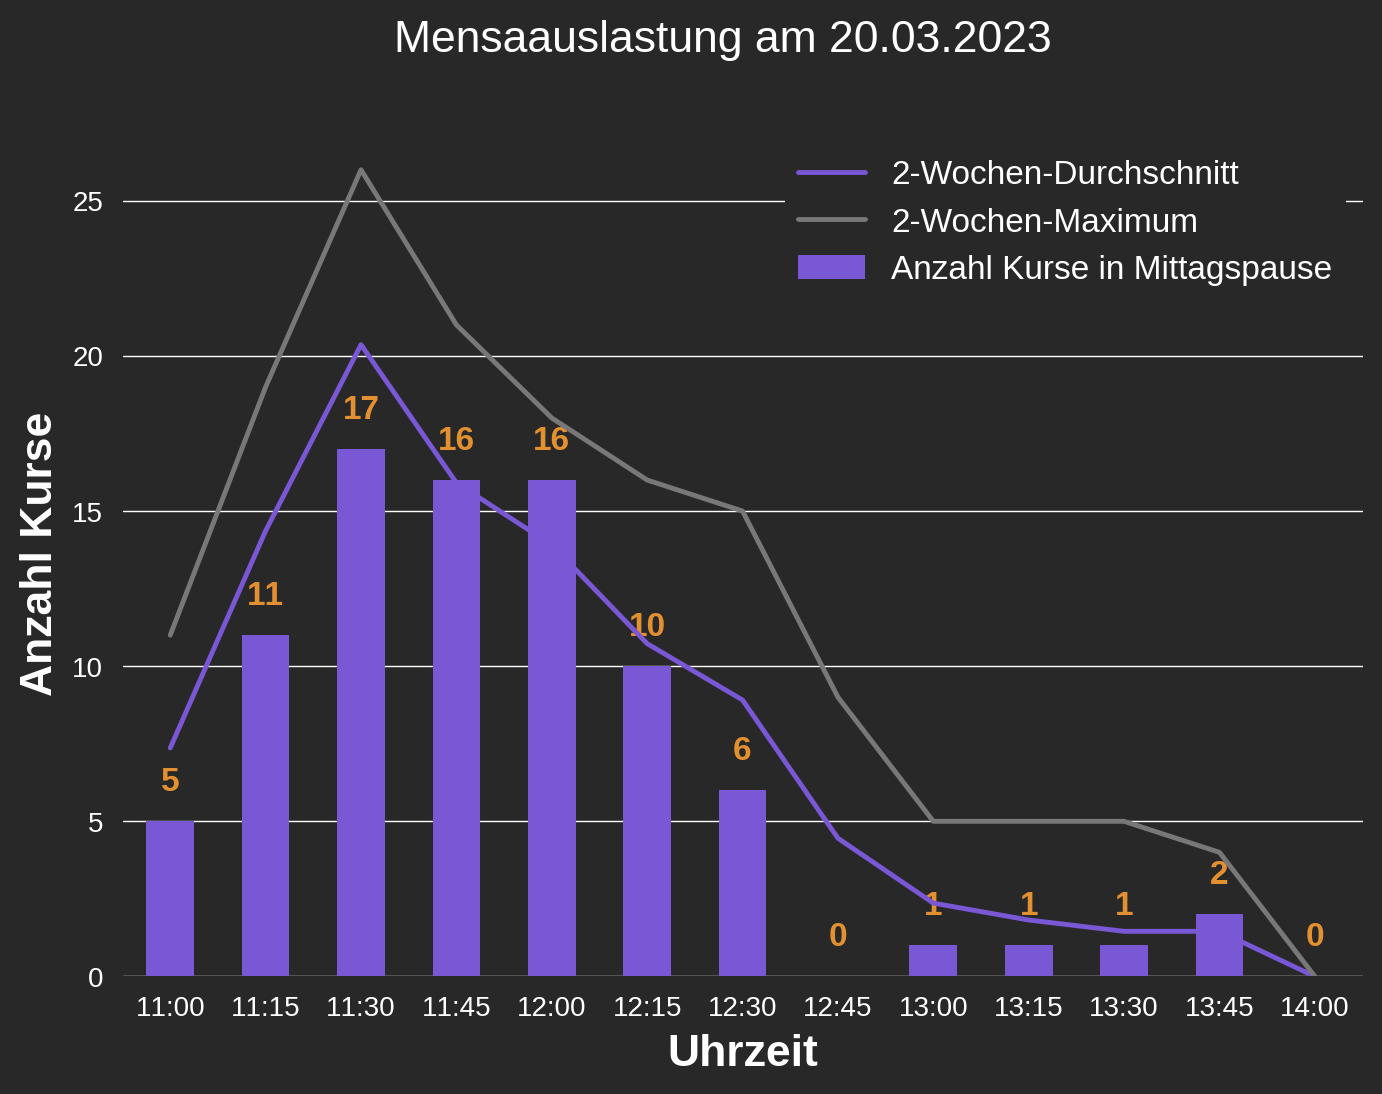 Mensaauslastung am 20.03.2023
2-Wochen-Durchschnitt
2-Wochen-Maximum
Anzahl Kurse in Mittagspause
Anzahl Kurse
25
20
15
10
5
0
5
11
17
16
16
10
6
0
1
1
1
2
0
11:00 11:15 11:30 11:45 12:00 12:15 12:30 12:45 13:00 13:15 13:30 13:45 14:00
Uhrzeit